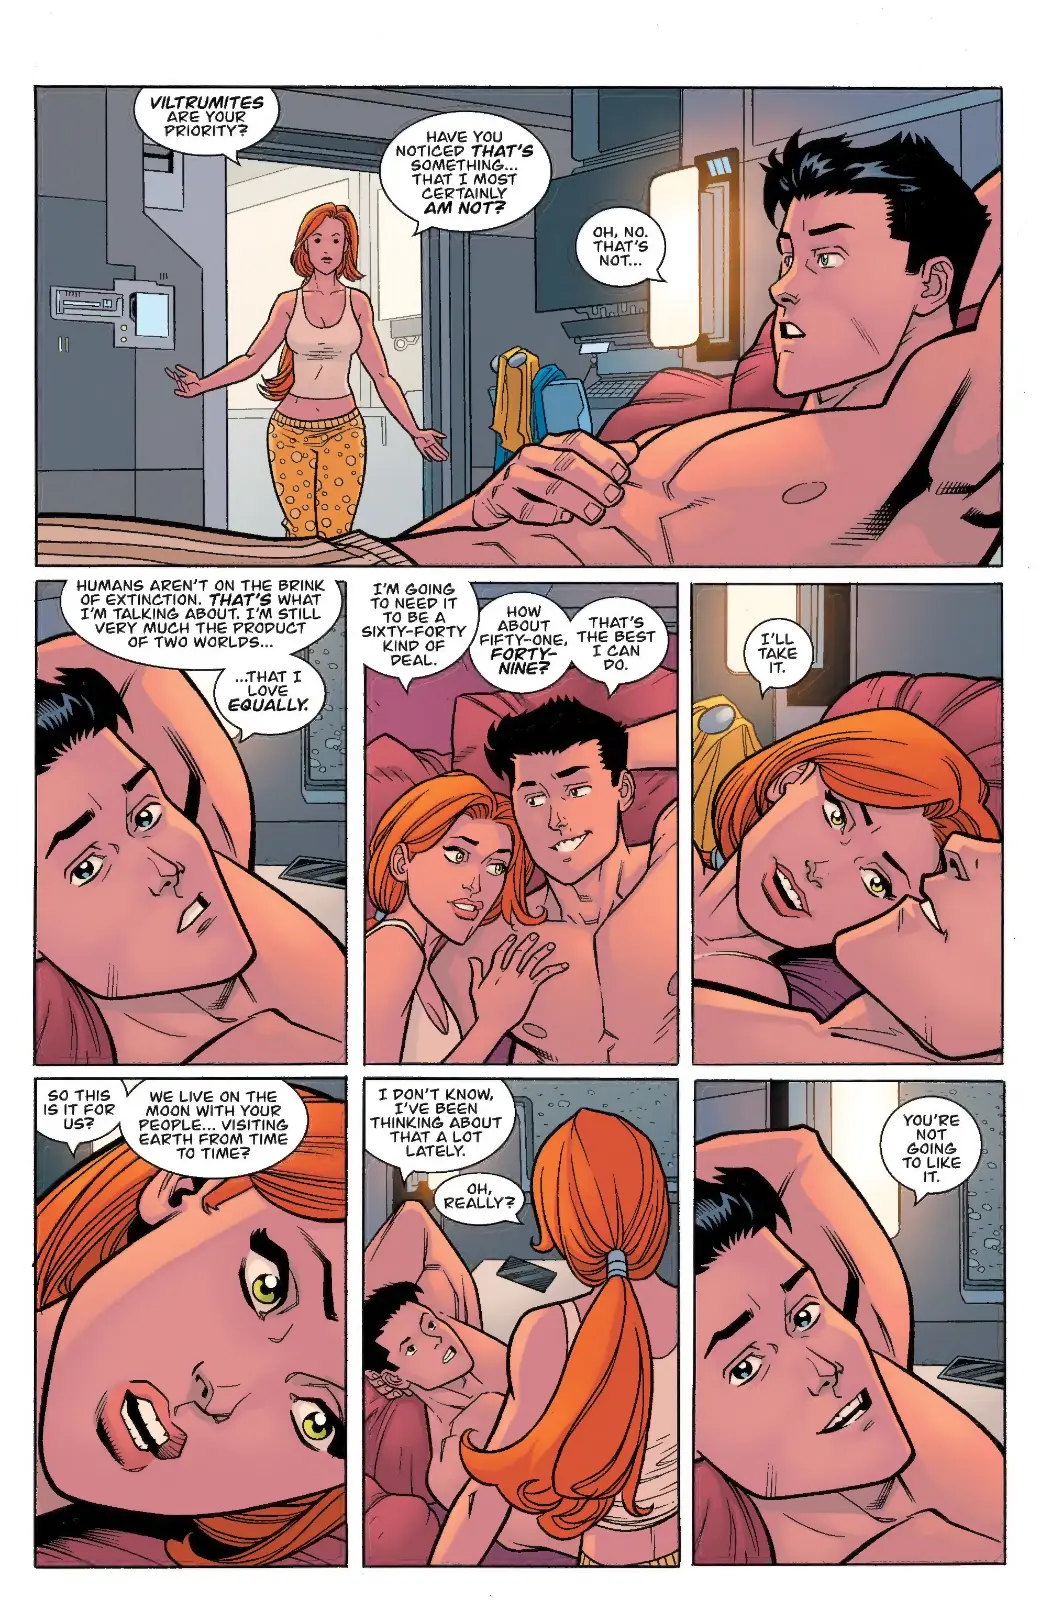 VILTRUMITES
ARE YOUR
PRIORITY?
HAVE YOU
NOTICED THAT'S
SOMETHING...
THAT I MOST
CERTAINLY
AM NOT?
OH, NO.
THAT'S
NOT...
HUMANS AREN'T ON THE BRINK
OF EXTINCTION. THAT'S WHAT
I'M TALKING ABOUT. I'M STILL
VERY MUCH THE PRODUCT
OF TWO WORLDS...
...THAT I
LOVE
EQUALLY.
I'M GOING
TO NEED IT
TO BE A
SIXTY-FORTY
KIND OF
DEAL.
HOW
ABOUT
FIFTY-ONE,
FORTY-
NINE?
THAT'S
THE BEST
I CAN
DO.
I'LL
TAKE
IT.
SO THIS
IS IT FOR
US?
WE LIVE ON THE
MOON WITH YOUR
PEOPLE... VISITING
EARTH FROM TIME
TO TIME?
I DON'T KNOW,
I'VE BEEN
THINKING ABOUT
THAT A LOT
LATELY.
OH,
REALLY?
YOU'RE
NOT
GOING
TO LIKE
IT.